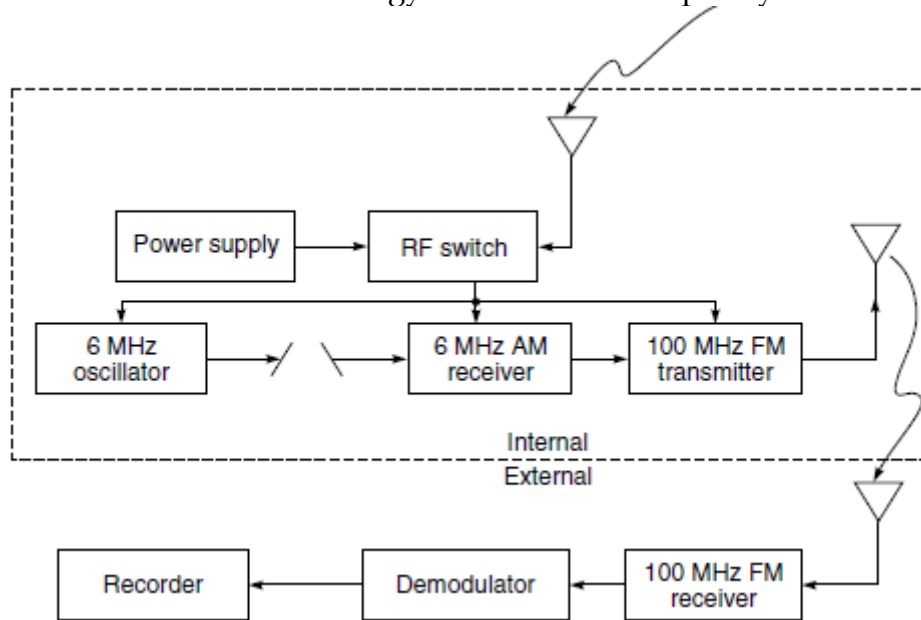 Power supply
RF switch
6 MHz
oscillator
6 MHz AM
receiver
100 MHz FM
transmitter
Internal
External
Recorder
Demodulator
100 MHz FM
receiver